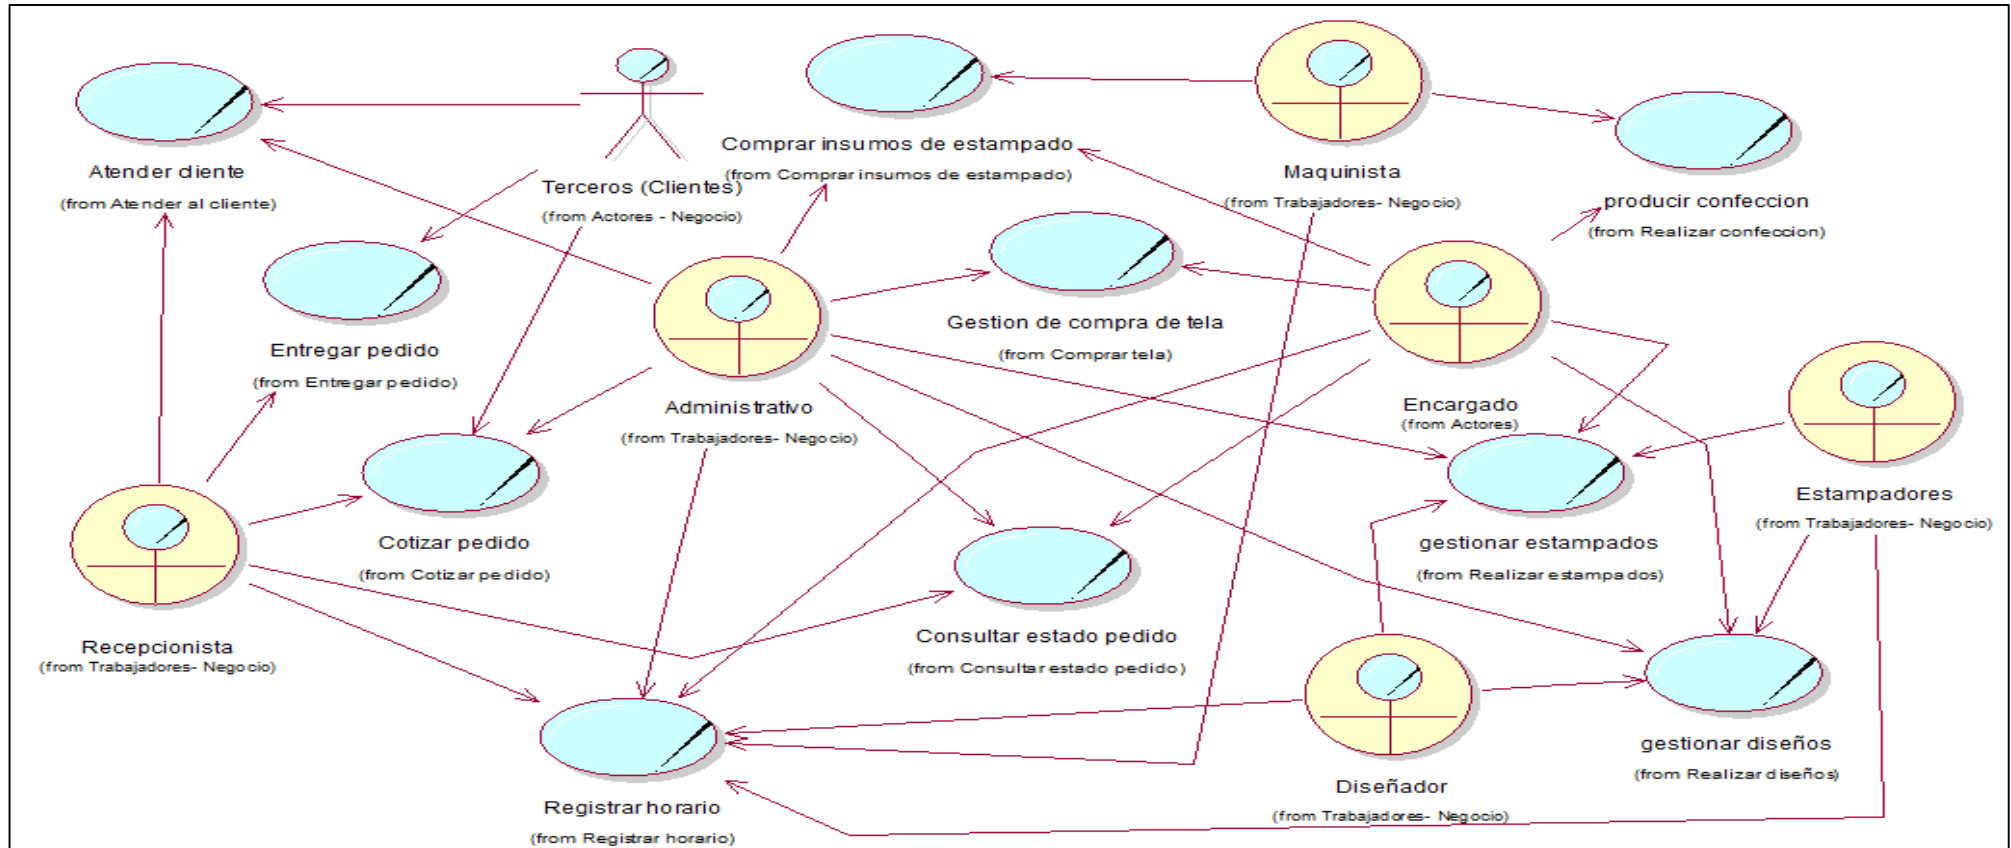 Atender cliente
(from Atender al cliente)
Terceros (Clientes)
(from Actores - Negocio)
Comprar insumos de estampado
(from Comprar insumos de estampado)
Maquinista
(from Trabajadores- Negocio)
producir confeccion
(from Realizar confeccion)
Entregar pedido
(from Entregar pedido)
Administrativo
(from Trabajadores- Negocio)
Gestion de compra de tela
(from Comprar tela)
Encargado
(from Actores)
Estampadores
(from Trabajadores- Negocio)
Recepcionista
(from Trabajadores- Negocio)
Cotizar pedido
(from Cotizar pedido)
Consultar estado pedido
(from Consultar estado pedido)
gestionar estampados
(from Realizar estampados)
Registrar horario
(from Registrar horario)
Diseñador
(from Trabajadores- Negocio)
gestionar diseños
(from Realizar diseños)